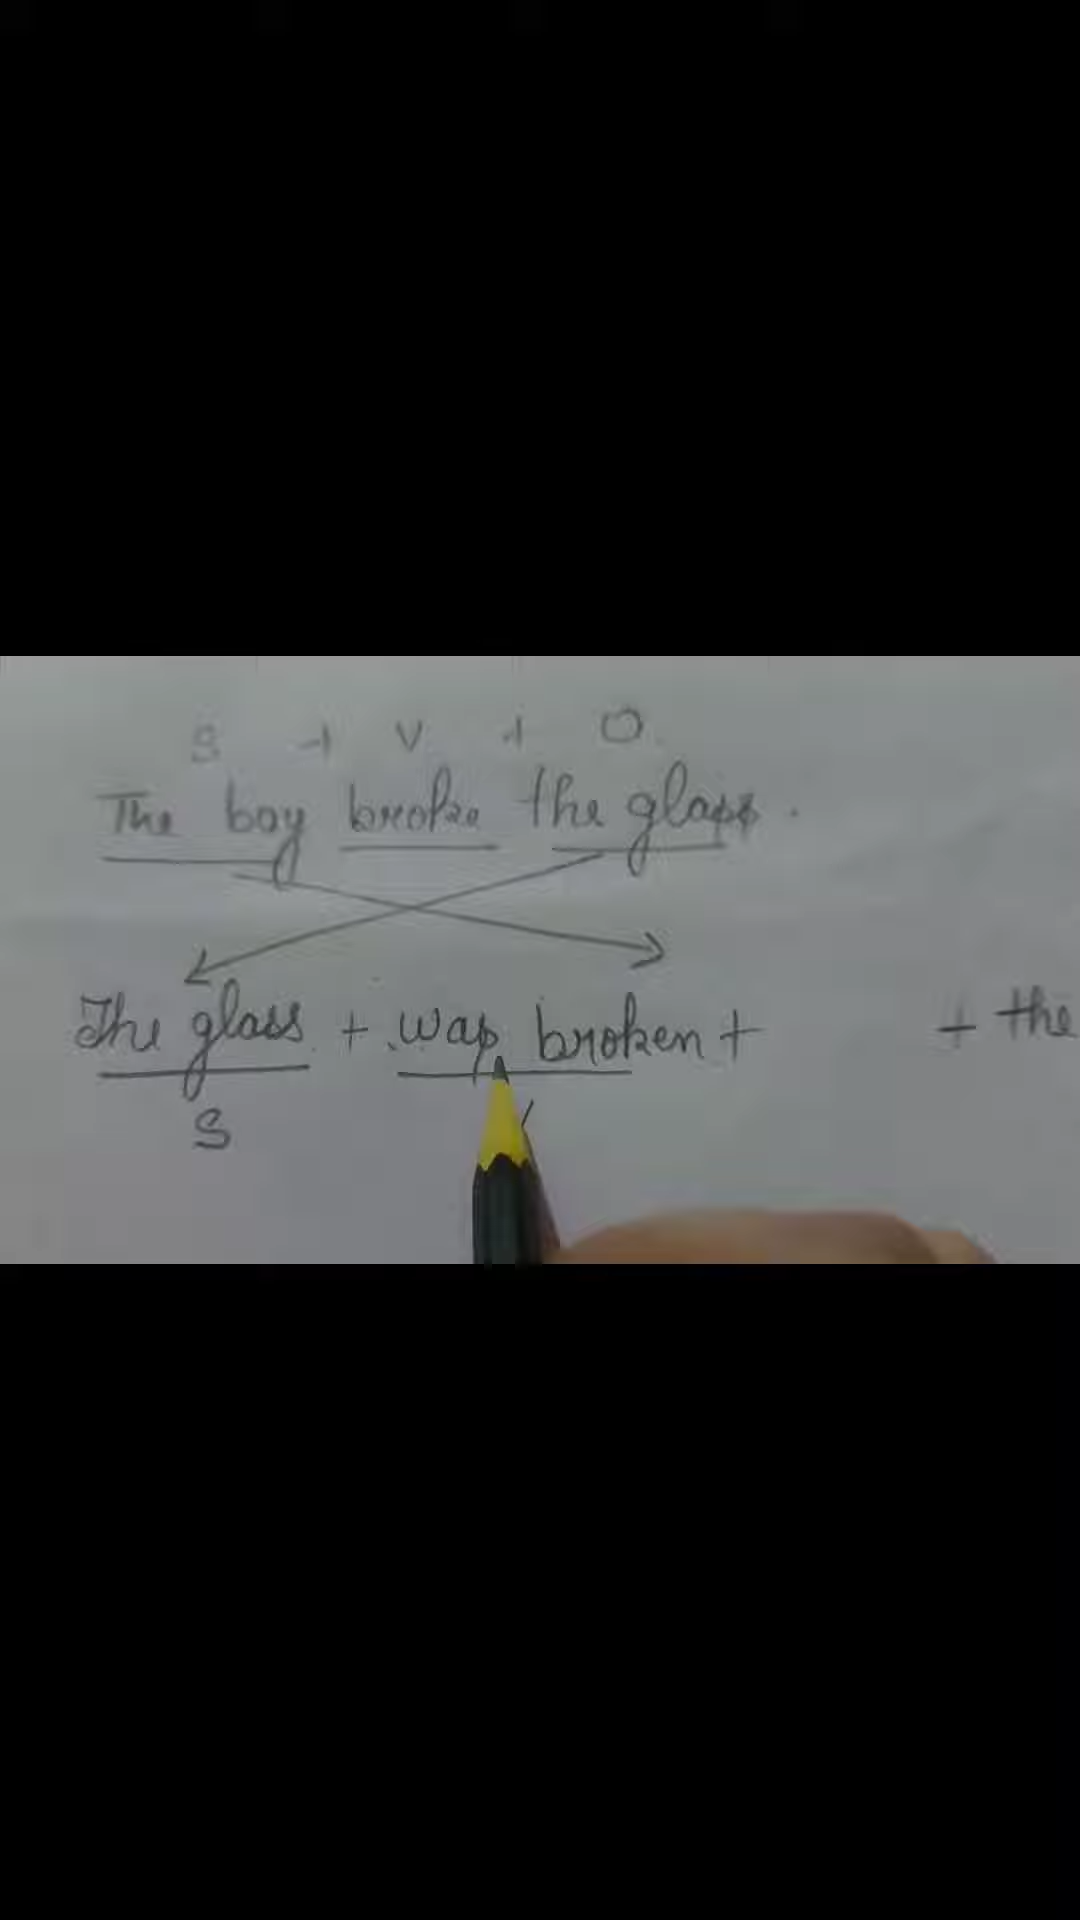 S + V + O.
The boy broke the glass.
The glass + was broken + + the
S